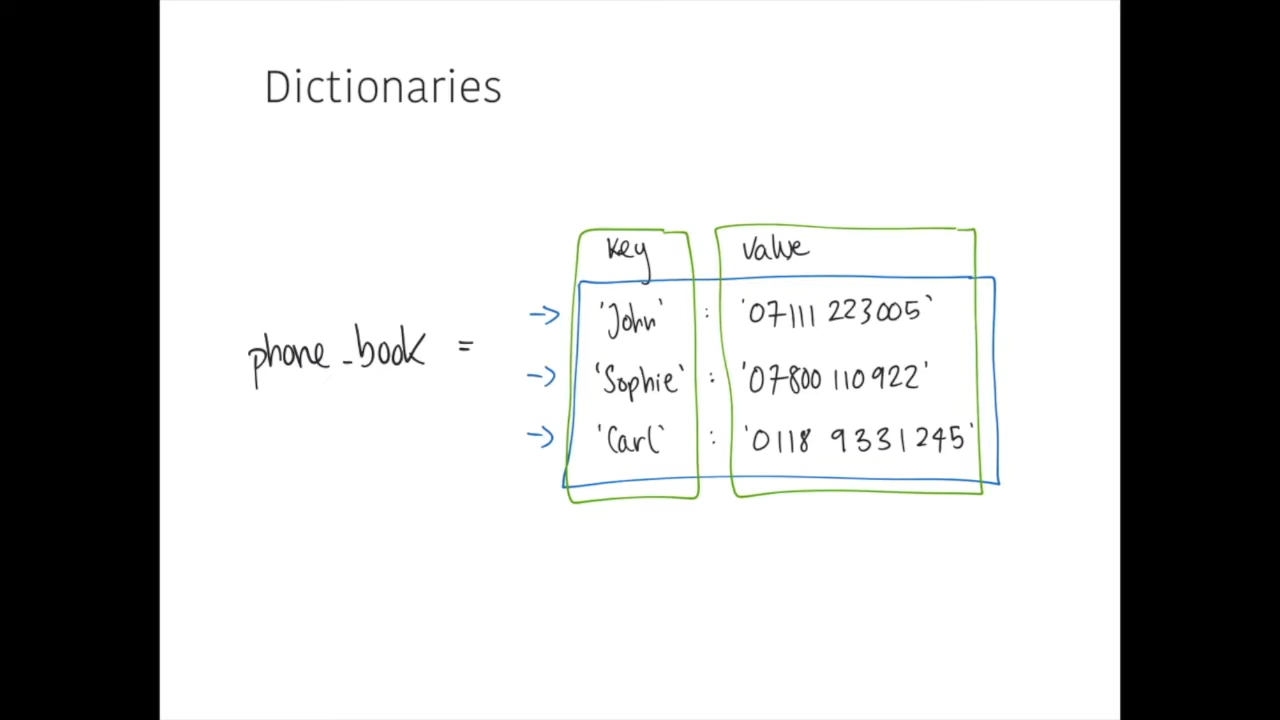 Dictionaries
key value
→ 'John' : '07111 223005'
phone_book =
→ 'Sophie' : '07800 110922'
→ 'Carl' : '0118 9331245'